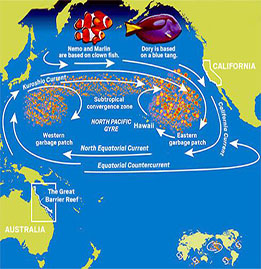 Nemo and Marlin
are based on clown fish.
Dory is based
on a blue tang.
CALIFORNIA
Kuroshio Current
California Current
Subtropical
convergence zone
NORTH PACIFIC
GYRE
Hawaii
Western
garbage patch
Eastern
garbage patch
North Equatorial Current
Equatorial Countercurrent
The Great
Barrier Reef
AUSTRALIA